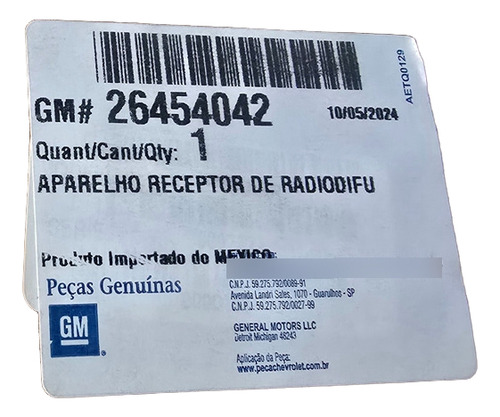 AETQ0129
GM# 26454042 10/05/2024
Quant/Cant/Qty: 1
APARELHO RECEPTOR DE RADIODIFU
Produto Importado do MEXICO:
Peças Genuínas
C.N.P.J. 59.275.792/0089-91
Avenida Landri Sales, 1070 - Guarulhos - SP
C.N.P.J. 59.275.792/0027-99
GM
GENERAL MOTORS LLC
Detroit Michigan 48243
Aplicação da Peça:
www.pecachevrolet.com.br